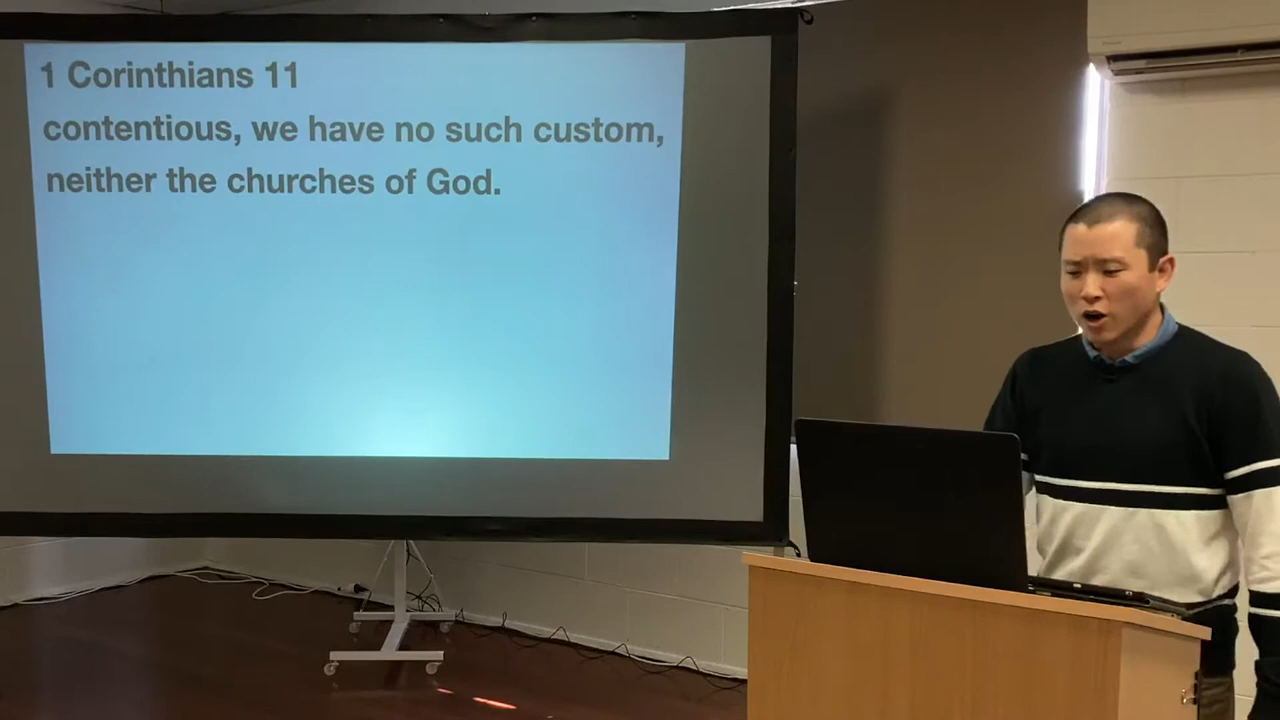 1 Corinthians 11
contentious, we have no such custom,
neither the churches of God.